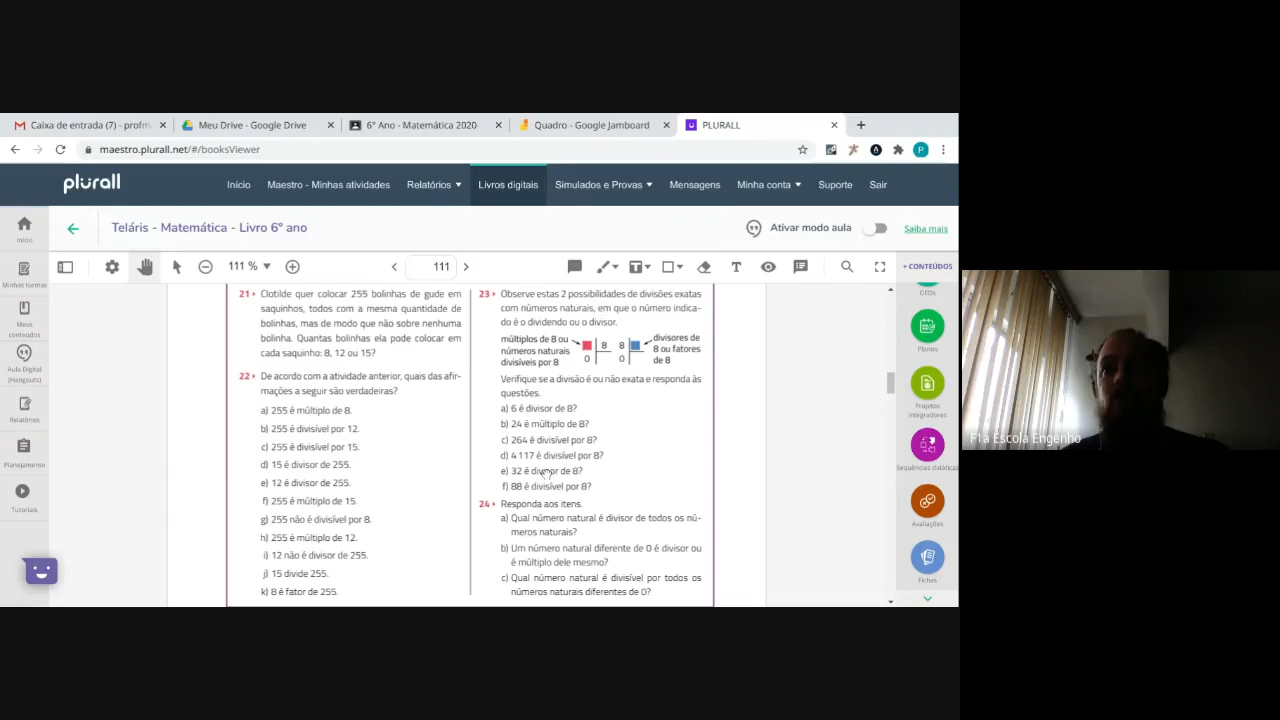 Caixa de entrada (7) - profm
Meu Drive - Google Drive
6º Ano - Matemática 2020
Quadro - Google Jamboard
PLURALL
maestro.plurall.net/#/booksViewer
P
plurall
Início
Maestro - Minhas atividades
Relatórios
Livros digitais
Simulados e Provas
Mensagens
Minha conta
Suporte
Sair
Teláris - Matemática - Livro 6º ano
Ativar modo aula
Saiba mais
111 %
111
+ CONTEÚDOS
Início
Minhas turmas
Meus
conteúdos
Aula Digital
(Hangouts)
Relatórios
Planejamento
Tutoriais
21 Clotilde quer colocar 255 bolinhas de gude em
saquinhos, todos com a mesma quantidade de
bolinhas, mas de modo que não sobre nenhuma
bolinha. Quantas bolinhas ela pode colocar em
cada saquinho: 8, 12 ou 15?
22 De acordo com a atividade anterior, quais das afir-
mações a seguir são verdadeiras?
a) 255 é múltiplo de 8.
b) 255 é divisível por 12.
c) 255 é divisível por 15.
d) 15 é divisor de 255.
e) 12 é divisor de 255.
f) 255 é múltiplo de 15.
g) 255 não é divisível por 8.
h) 255 é múltiplo de 12.
i) 12 não é divisor de 255.
j) 15 divide 255.
k) 8 é fator de 255.
23 Observe estas 2 possibilidades de divisões exatas
com números naturais, em que o número indica-
do é o dividendo ou o divisor.
múltiplos de 8 ou
números naturais
divisíveis por 8
8
0
8
0
divisores de
8 ou fatores
de 8
Verifique se a divisão é ou não exata e responda às
questões.
a) 6 é divisor de 8?
b) 24 é múltiplo de 8?
c) 264 é divisível por 8?
d) 4 117 é divisível por 8?
e) 32 é divisor de 8?
f) 88 é divisível por 8?
24 Responda aos itens.
a) Qual número natural é divisor de todos os nú-
meros naturais?
b) Um número natural diferente de 0 é divisor ou
é múltiplo dele mesmo?
c) Qual número natural é divisível por todos os
números naturais diferentes de 0?
GEOs
Planos
Projetos
integradores
Sequências didáticas
Avaliações
Fichas
F1a Escola Engenho